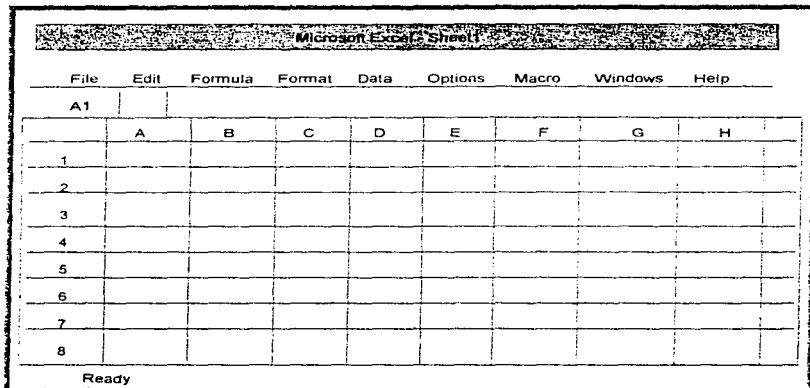 Microsoft Excel - Sheet1
File Edit Formula Format Data Options Macro Windows Help
A1
A B C D E F G H
1
2
3
4
5
6
7
8
Ready